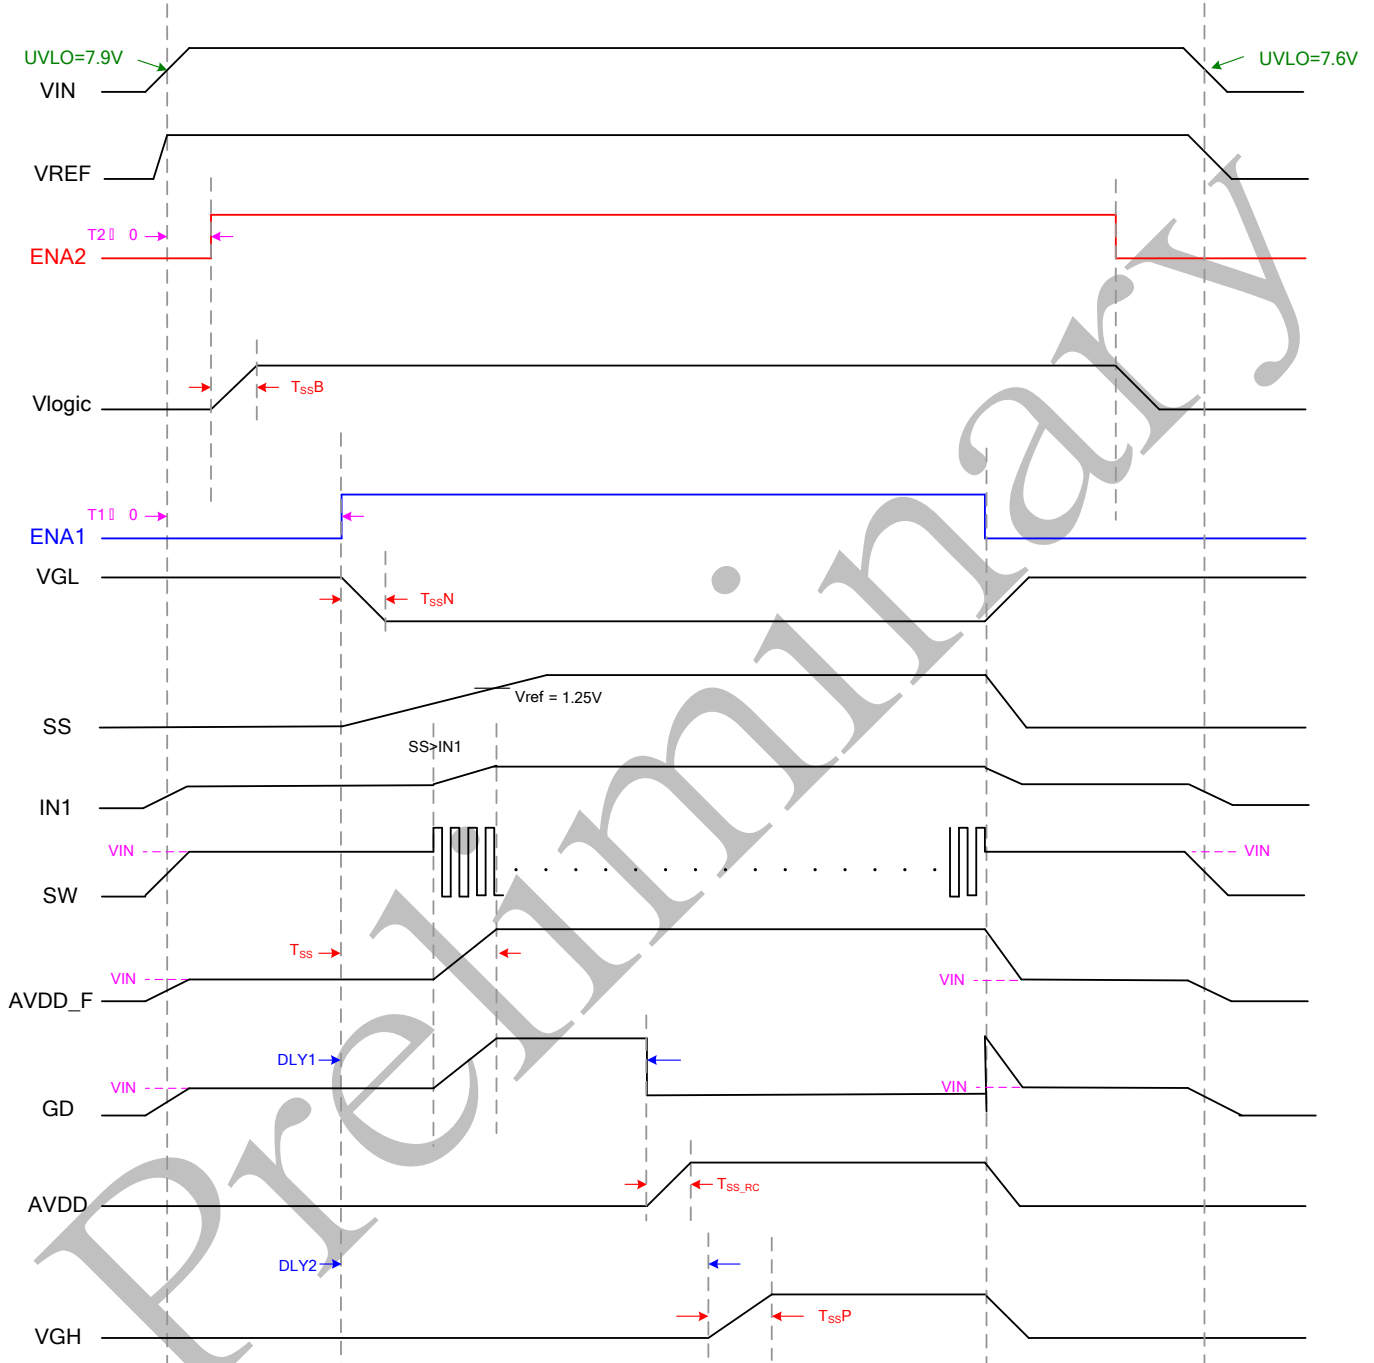 UVLO=7.9V
UVLO=7.6V
VIN
VREF
T2 0
ENA2
TSSB
Vlogic
T1 0
ENA1
VGL
TSSN
Vref = 1.25V
SS
SS>IN1
IN1
VIN
VIN
SW
TSS
VIN
VIN
AVDD_F
DLY1
VIN
VIN
GD
TSS_RC
AVDD
DLY2
TSSP
VGH
Preliminary